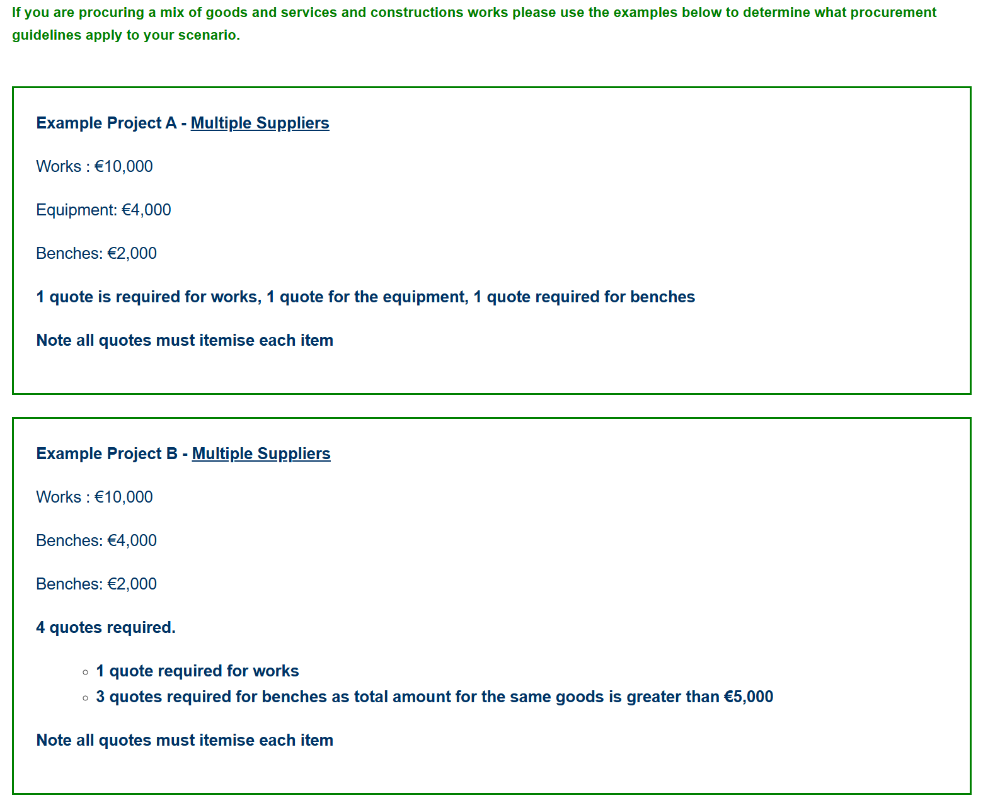 If you are procuring a mix of goods and services and constructions works please use the examples below to determine what procurement
guidelines apply to your scenario.
Example Project A - Multiple Suppliers
Works : €10,000
Equipment: €4,000
Benches: €2,000
1 quote is required for works, 1 quote for the equipment, 1 quote required for benches
Note all quotes must itemise each item
Example Project B - Multiple Suppliers
Works : €10,000
Benches: €4,000
Benches: €2,000
4 quotes required.
1 quote required for works
3 quotes required for benches as total amount for the same goods is greater than €5,000
Note all quotes must itemise each item